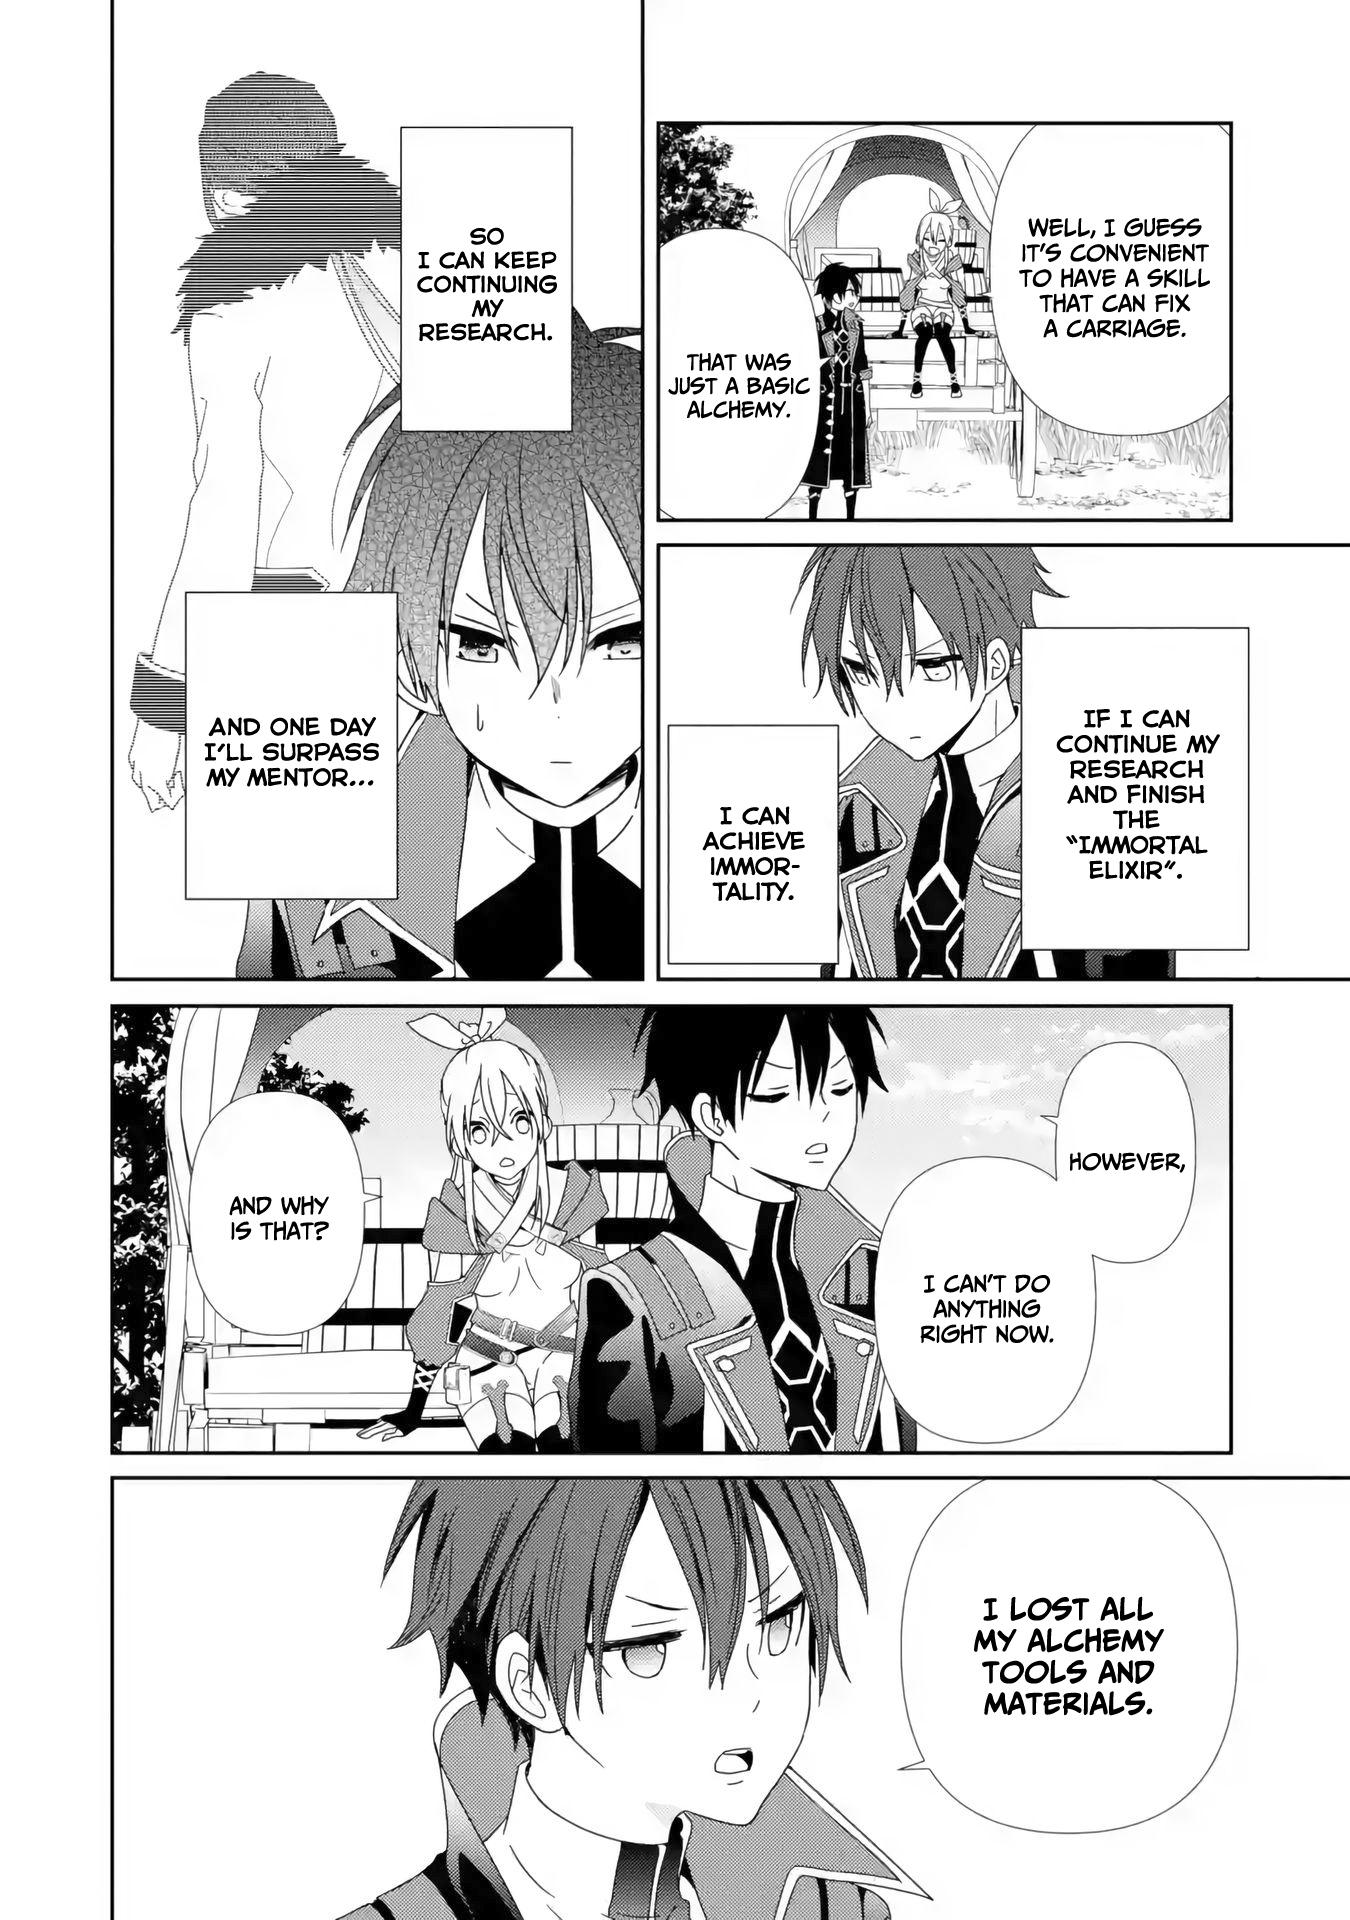 WELL, I GUESS
IT'S CONVENIENT
TO HAVE A SKILL
THAT CAN FIX
A CARRIAGE.
THAT WAS
JUST A BASIC
ALCHEMY.
IF I CAN
CONTINUE MY
RESEARCH
AND FINISH
THE
"IMMORTAL
ELIXIR".
I CAN
ACHIEVE
IMMOR-
TALITY.
SO
I CAN KEEP
CONTINUING
MY
RESEARCH.
AND ONE DAY
I'LL SURPASS
MY MENTOR...
HOWEVER,
I CAN'T DO
ANYTHING
RIGHT NOW.
AND WHY
IS THAT?
I LOST ALL
MY ALCHEMY
TOOLS AND
MATERIALS.